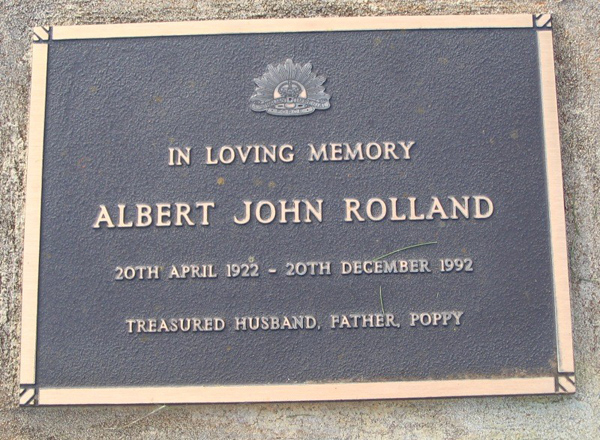 IN LOVING MEMORY
ALBERT JOHN ROLLAND
20TH APRIL 1922 - 20TH DECEMBER 1992
TREASURED HUSBAND, FATHER, POPPY